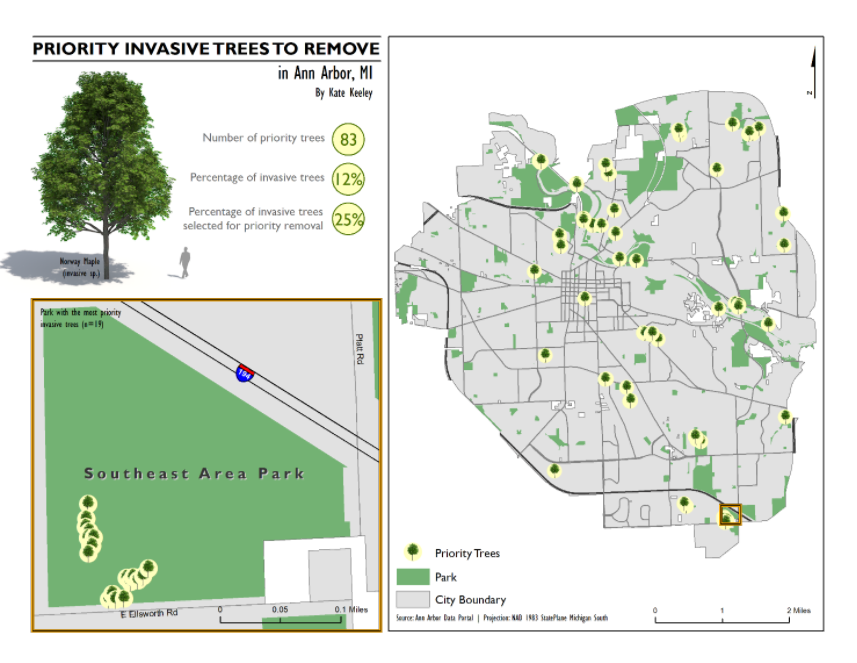 PRIORITY INVASIVE TREES TO REMOVE
in Ann Arbor, MI
By Kate Keeley
Number of priority trees 83
Percentage of invasive trees 12%
Percentage of invasive trees
selected for priority removal 25%
Norway Maple
(invasive sp.)
Park with the most priority
invasive trees (n=19)
Platt Rd
I94
Southeast Area Park
E Ellsworth Rd
0 0.05 0.1 Miles
N
Priority Trees
Park
City Boundary
Source: Ann Arbor Data Portal | Projection: NAD 1983 StatePlane Michigan South
0 1 2 Miles